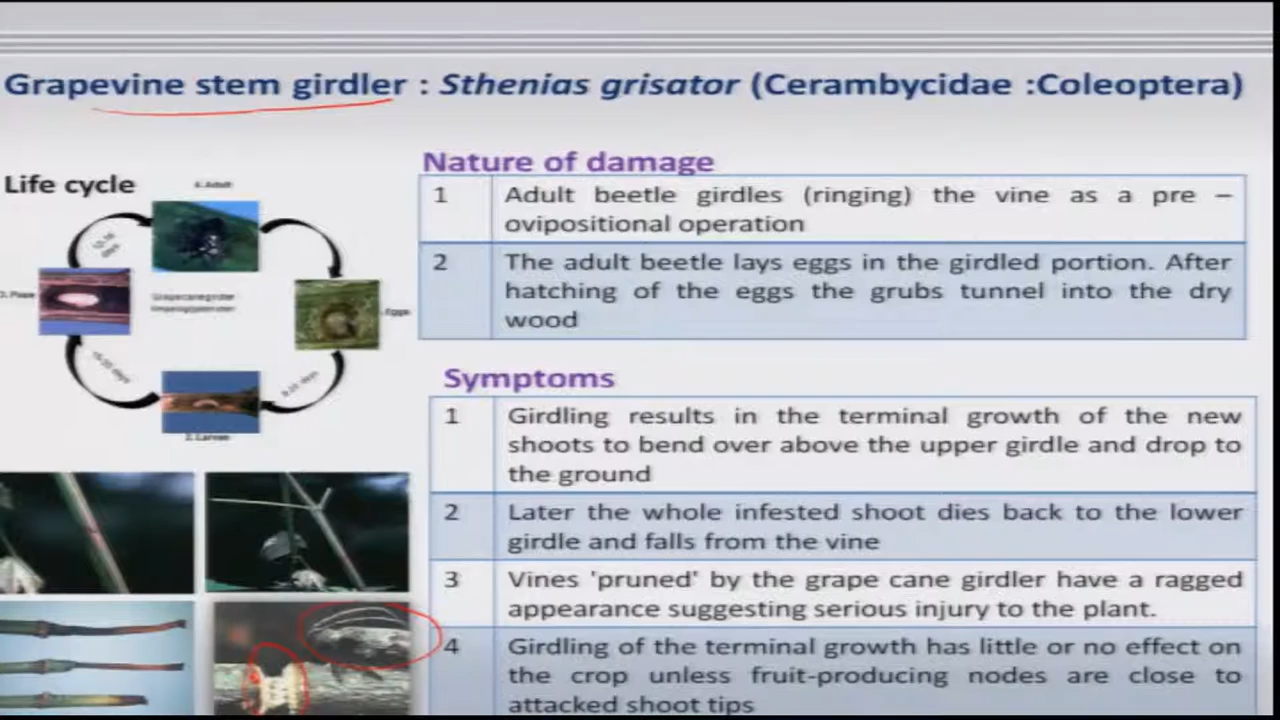 Grapevine stem girdler : Sthenias grisator (Cerambycidae :Coleoptera)
Life cycle
4. Adult
Eggs
2. Larvae
Nature of damage
1 Adult beetle girdles (ringing) the vine as a pre –
ovipositional operation
2 The adult beetle lays eggs in the girdled portion. After
hatching of the eggs the grubs tunnel into the dry
wood
Symptoms
1 Girdling results in the terminal growth of the new
shoots to bend over above the upper girdle and drop to
the ground
2 Later the whole infested shoot dies back to the lower
girdle and falls from the vine
3 Vines 'pruned' by the grape cane girdler have a ragged
appearance suggesting serious injury to the plant.
4 Girdling of the terminal growth has little or no effect on
the crop unless fruit-producing nodes are close to
attacked shoot tips